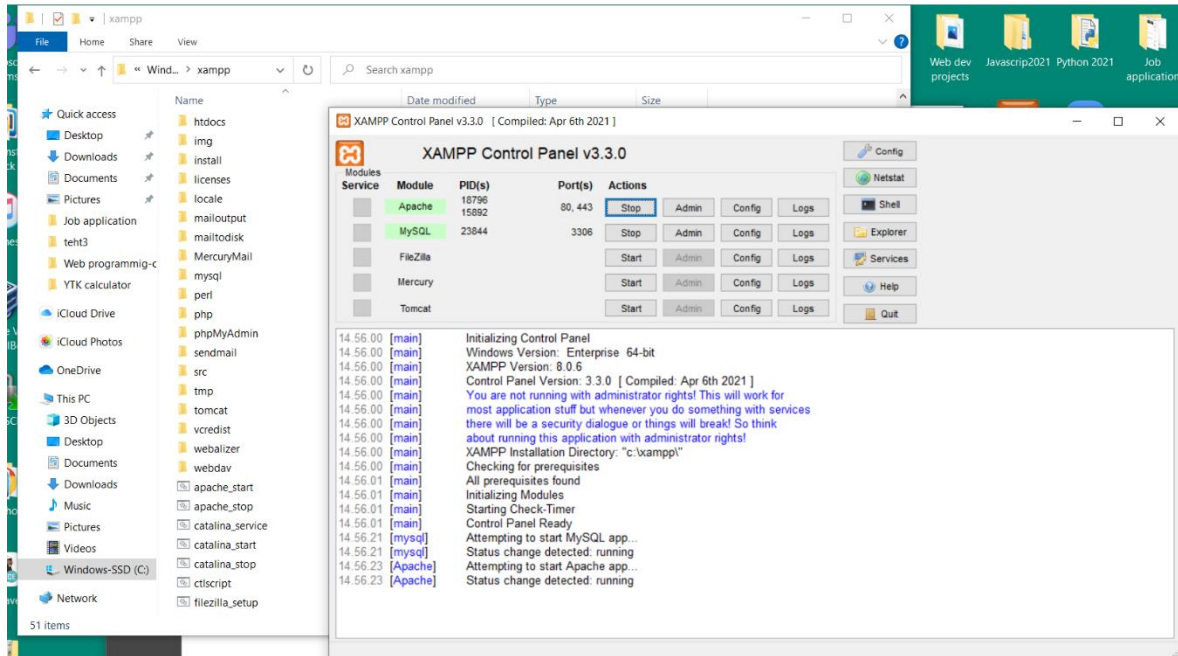 xampp
File Home Share View
« Wind... > xampp
Search xampp
Web dev projects
Javascrip2021
Python 2021
Job application
Name Date modified Type Size
Quick access
Desktop
Downloads
Documents
Pictures
Job application
teht3
Web programmig-c
YTK calculator
iCloud Drive
iCloud Photos
OneDrive
This PC
3D Objects
Desktop
Documents
Downloads
Music
Pictures
Videos
Windows-SSD (C:)
Network
51 items
htdocs
img
install
licenses
locale
mailoutput
mailtodisk
MercuryMail
mysql
perl
php
phpMyAdmin
sendmail
src
tmp
tomcat
vcredist
webalizer
webdav
apache_start
apache_stop
catalina_service
catalina_start
catalina_stop
ctlscript
filezilla_setup
XAMPP Control Panel v3.3.0 [ Compiled: Apr 6th 2021 ]
XAMPP Control Panel v3.3.0
Modules
Service Module PID(s) Port(s) Actions
Apache 18796 15892 80, 443 Stop Admin Config Logs
MySQL 23844 3306 Stop Admin Config Logs
FileZilla Start Admin Config Logs
Mercury Start Admin Config Logs
Tomcat Start Admin Config Logs
Config
Netstat
Shell
Explorer
Services
Help
Quit
14.56.00 [main] Initializing Control Panel
14.56.00 [main] Windows Version: Enterprise 64-bit
14.56.00 [main] XAMPP Version: 8.0.6
14.56.00 [main] Control Panel Version: 3.3.0 [ Compiled: Apr 6th 2021 ]
14.56.00 [main] You are not running with administrator rights! This will work for
14.56.00 [main] most application stuff but whenever you do something with services
14.56.00 [main] there will be a security dialogue or things will break! So think
14.56.00 [main] about running this application with administrator rights!
14.56.00 [main] XAMPP Installation Directory: "c:\xampp\"
14.56.00 [main] Checking for prerequisites
14.56.01 [main] All prerequisites found
14.56.01 [main] Initializing Modules
14.56.01 [main] Starting Check-Timer
14.56.01 [main] Control Panel Ready
14.56.21 [mysql] Attempting to start MySQL app...
14.56.21 [mysql] Status change detected: running
14.56.23 [Apache] Attempting to start Apache app...
14.56.23 [Apache] Status change detected: running